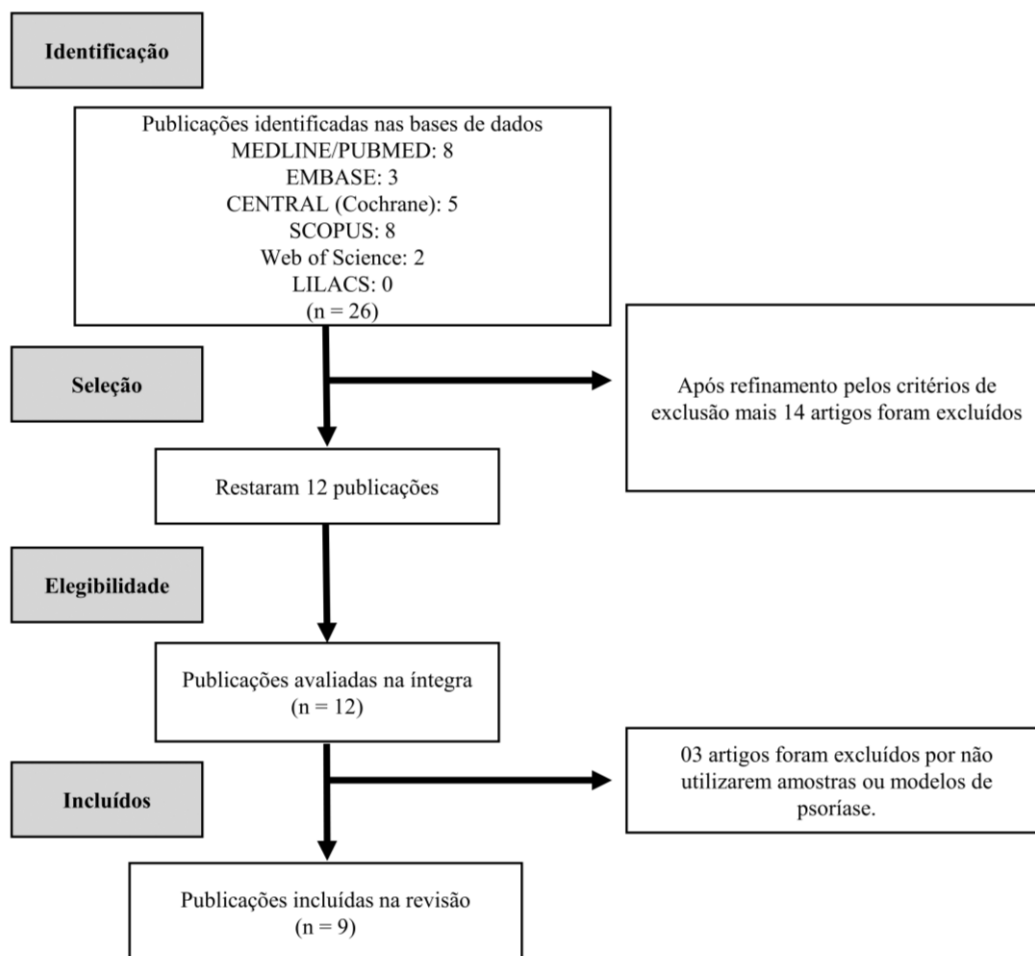 Identificação
Publicações identificadas nas bases de dados
MEDLINE/PUBMED: 8
EMBASE: 3
CENTRAL (Cochrane): 5
SCOPUS: 8
Web of Science: 2
LILACS: 0
(n = 26)
Seleção
Após refinamento pelos critérios de
exclusão mais 14 artigos foram excluídos
Restaram 12 publicações
Elegibilidade
Publicações avaliadas na íntegra
(n = 12)
Incluídos
03 artigos foram excluídos por não
utilizarem amostras ou modelos de
psoríase.
Publicações incluídas na revisão
(n = 9)